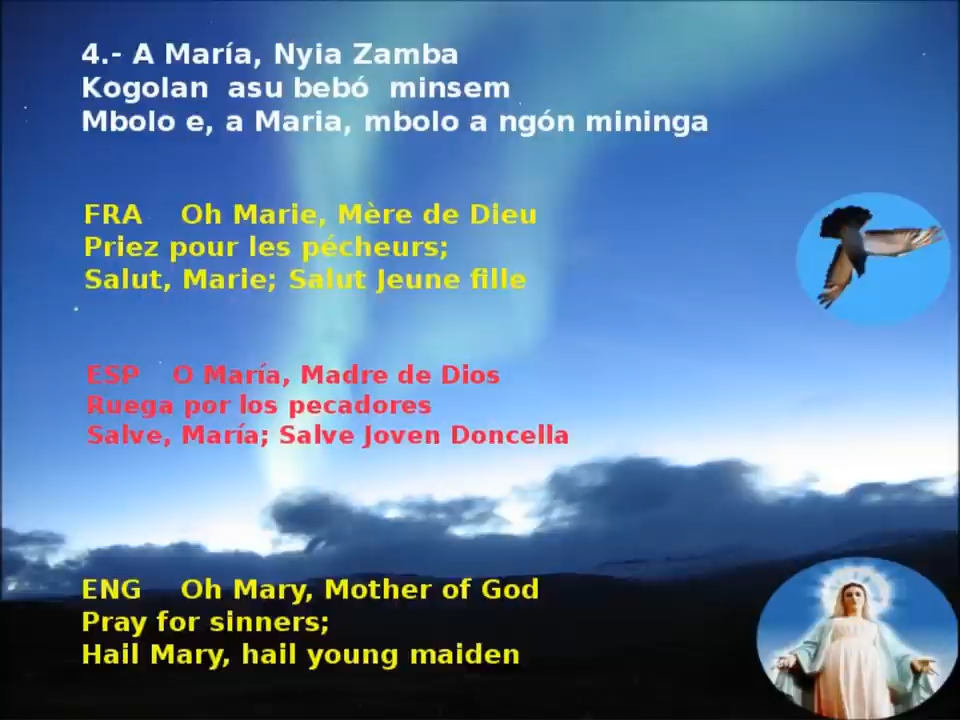 4.- A María, Nyia Zamba
Kogolan asu bebó minsem
Mbolo e, a Maria, mbolo a ngón mininga
FRA Oh Marie, Mère de Dieu
Priez pour les pécheurs;
Salut, Marie; Salut Jeune fille
ESP O María, Madre de Dios
Ruega por los pecadores
Salve, María; Salve Joven Doncella
ENG Oh Mary, Mother of God
Pray for sinners;
Hail Mary, hail young maiden